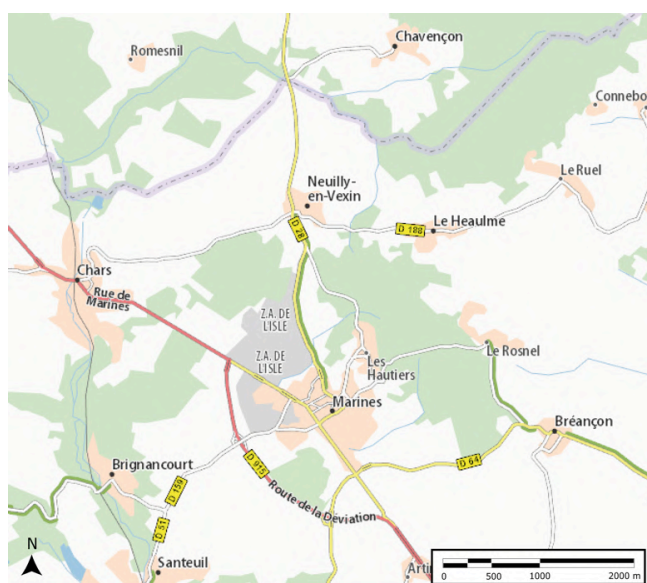 Romesnil
Chavençon
Connebo
Neuilly-
en-Vexin
Le Ruel
D 28
D 188
Le Heaulme
Chars
Rue de
Marines
Z.A. DE
L'ISLE
Z.A. DE
L'ISLE
Les
Hautiers
Le Rosnel
Marines
Bréançon
D 64
D 915
Brignancourt
D 159
Route de la Déviation
D 51
Santeuil
Artin
N
0 500 1000 2000 m